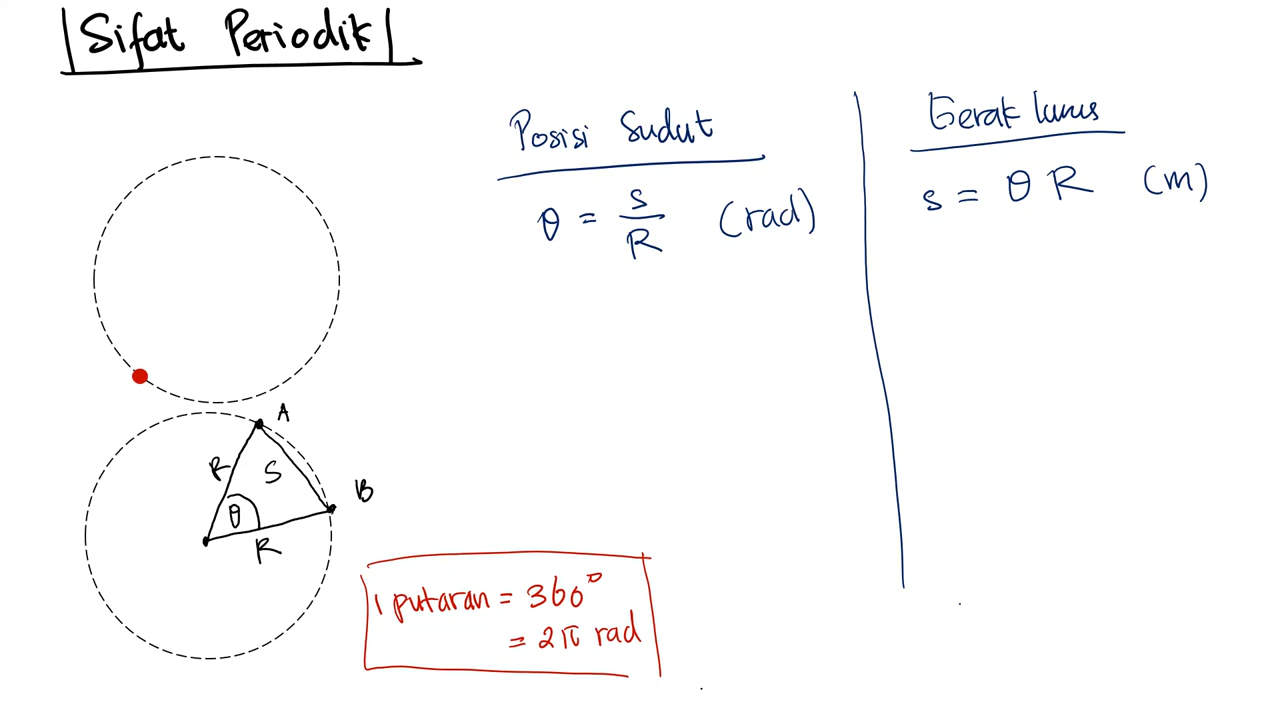 Sifat Periodik
Posisi Sudut
θ = s/R (rad)
Gerak lurus
s = θ R (m)
A
R
S
B
θ
R
1 putaran = 360°
= 2π rad